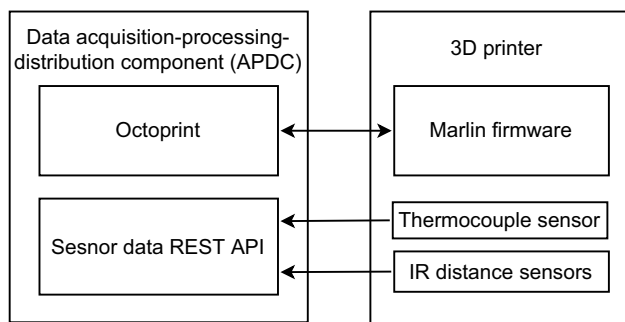 Data acquisition-processing-
distribution component (APDC)
Octoprint
Sesnor data REST API
3D printer
Marlin firmware
Thermocouple sensor
IR distance sensors